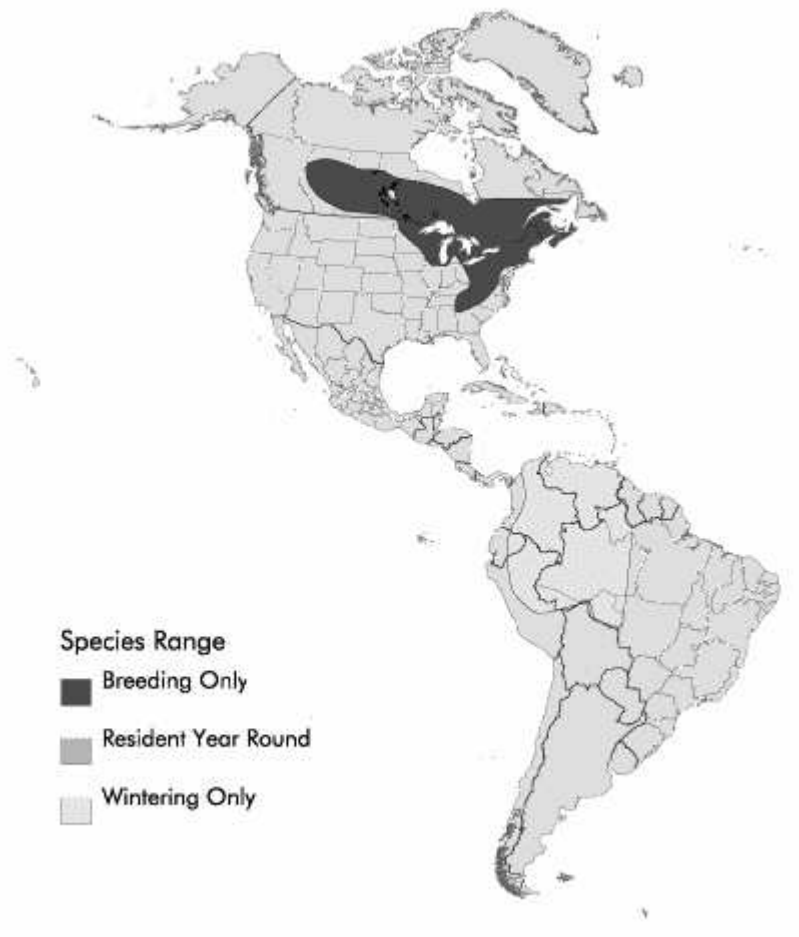 Species Range
Breeding Only
Resident Year Round
Wintering Only